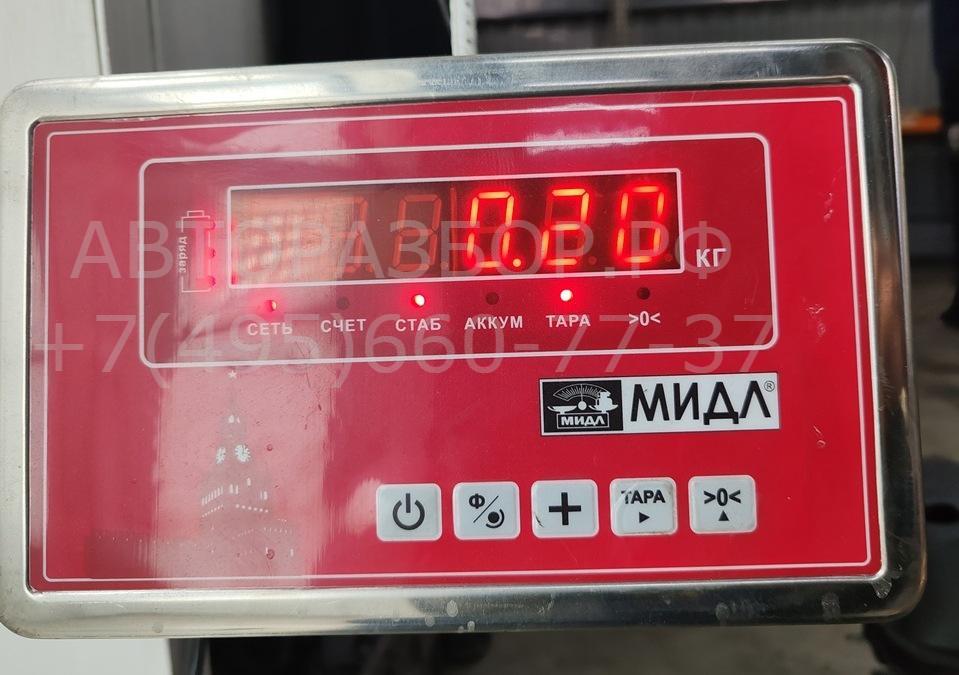 заряд
0.20
КГ
СЕТЬ СЧЕТ СТАБ АККУМ ТАРА >0<
АВТОРАЗБОР.РФ
+7(495)660-77-37
МИДЛ МИДЛ®
Ф ТАРА >0<